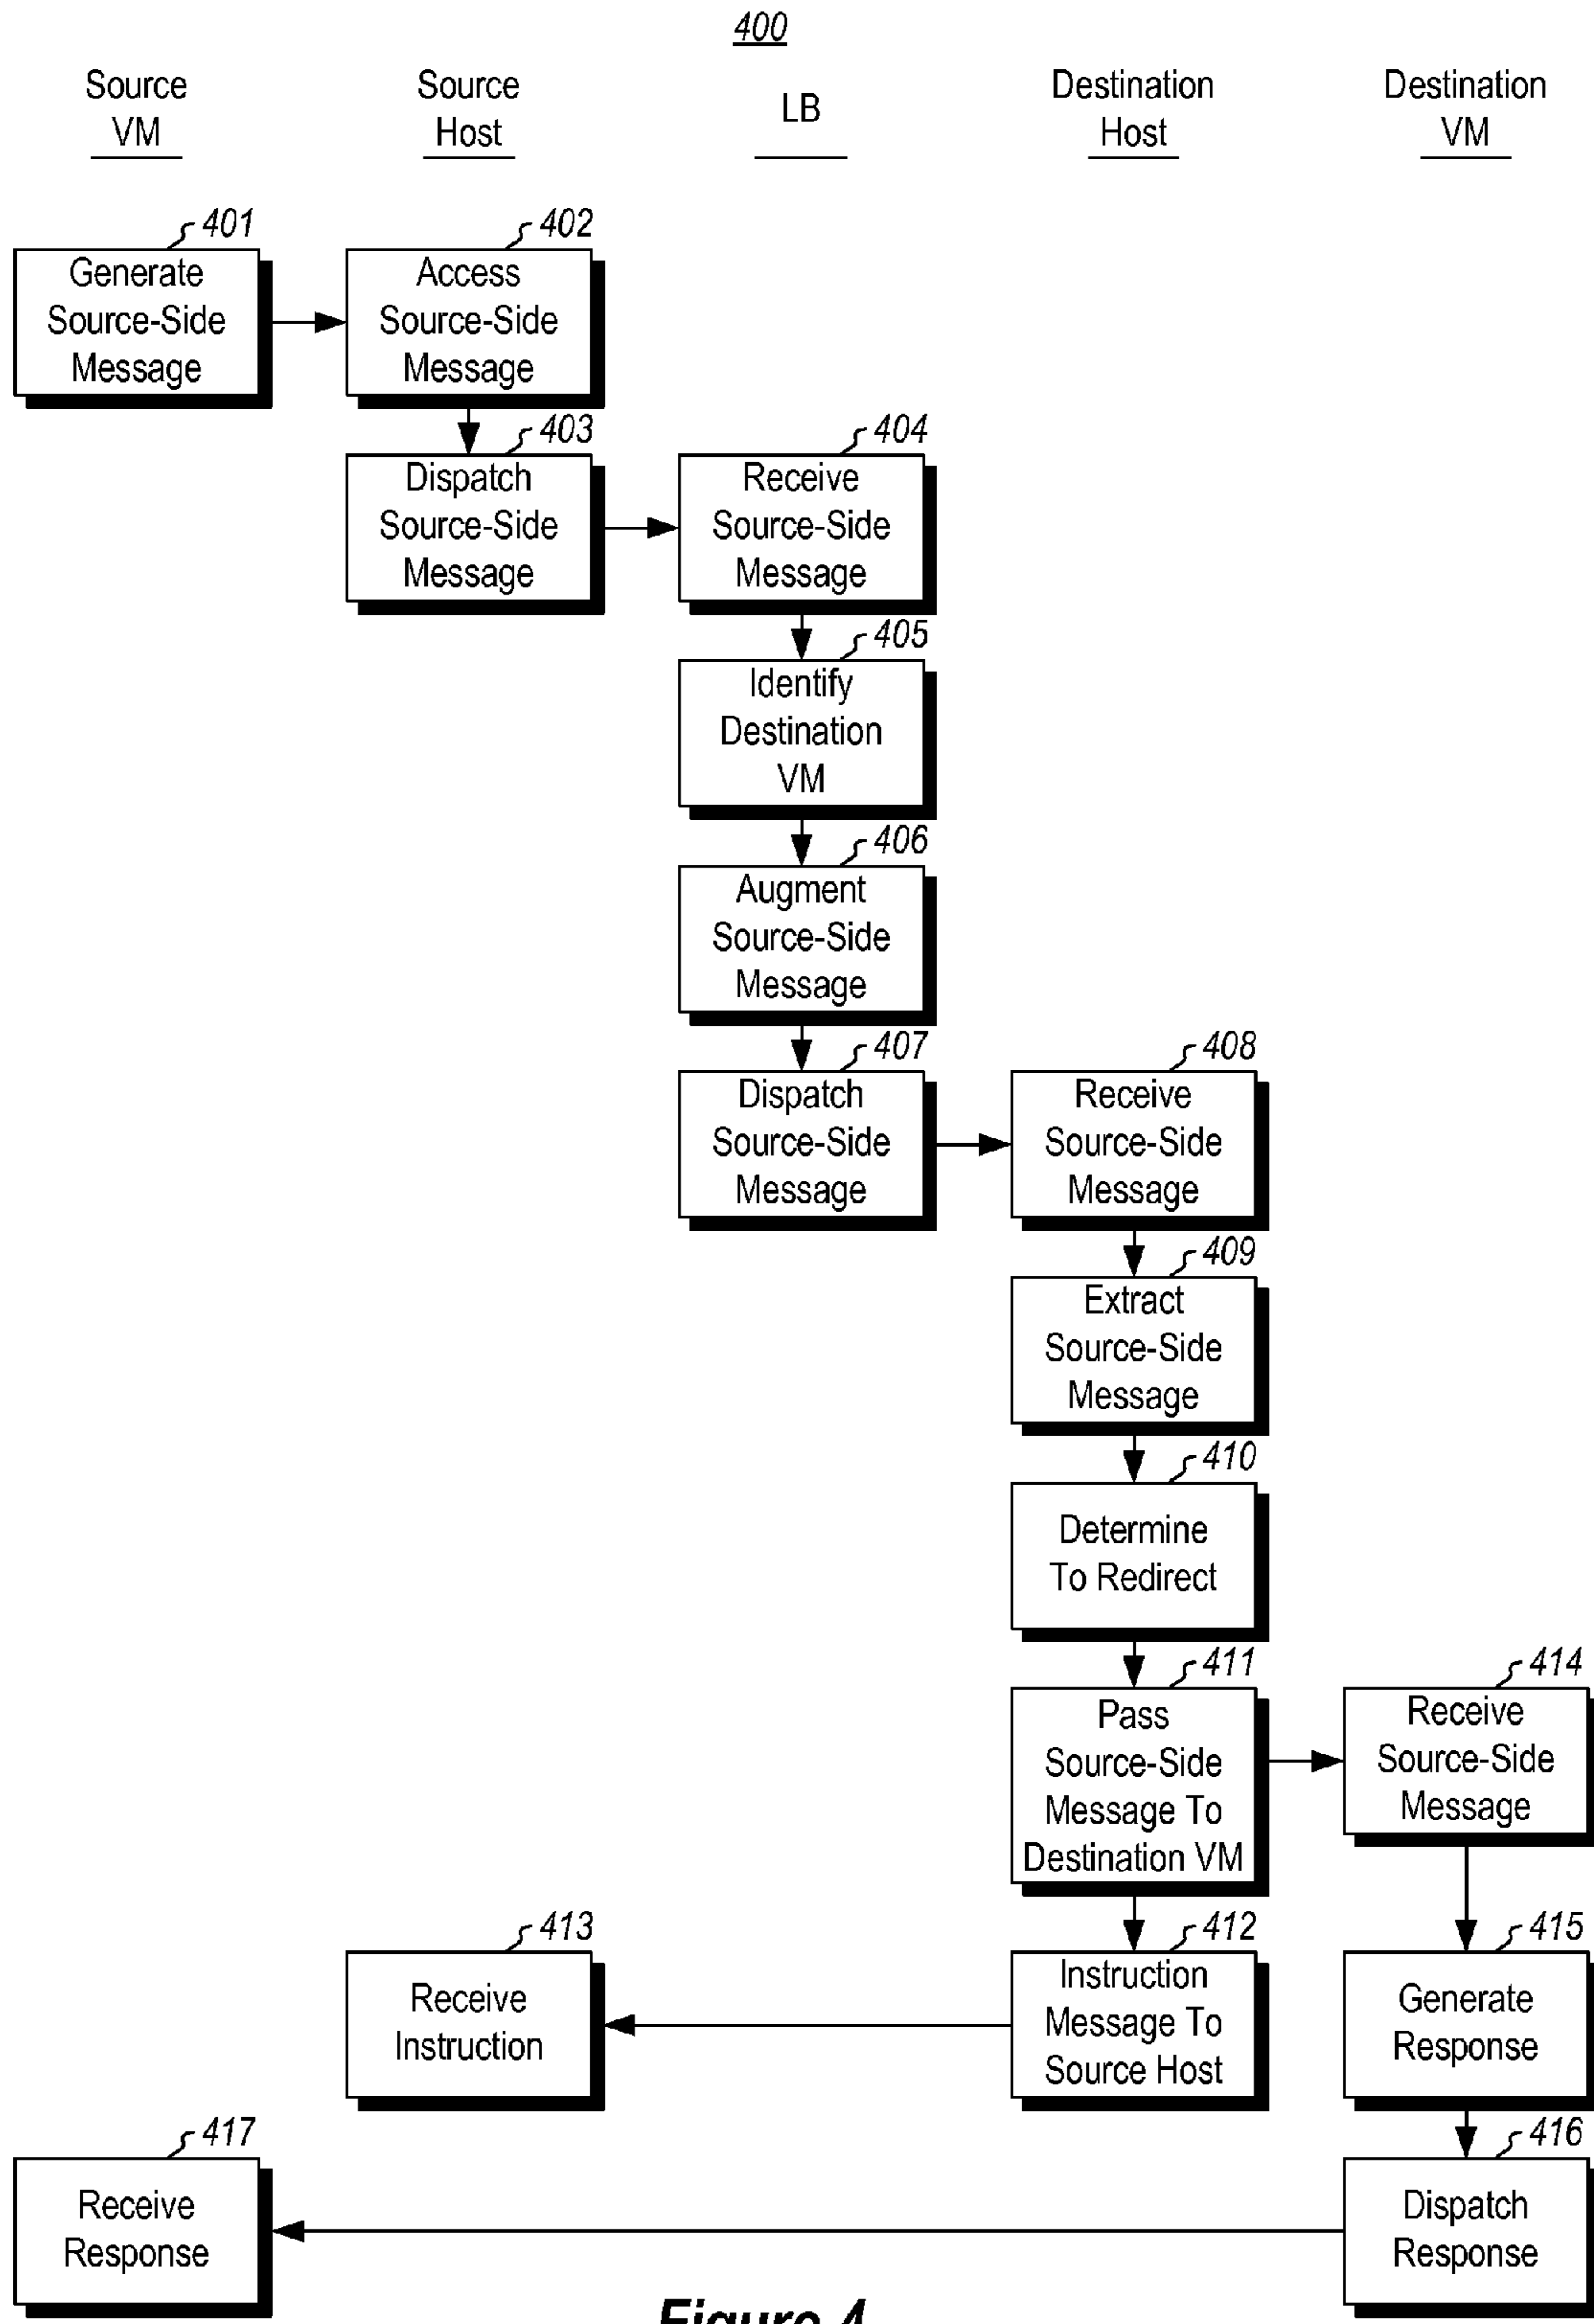 400
Source
VM
Source
Host
LB
Destination
Host
Destination
VM
401
Generate
Source-Side
Message
402
Access
Source-Side
Message
403
Dispatch
Source-Side
Message
404
Receive
Source-Side
Message
405
Identify
Destination
VM
406
Augment
Source-Side
Message
407
Dispatch
Source-Side
Message
408
Receive
Source-Side
Message
409
Extract
Source-Side
Message
410
Determine
To Redirect
411
Pass
Source-Side
Message To
Destination VM
414
Receive
Source-Side
Message
413
Receive
Instruction
412
Instruction
Message To
Source Host
415
Generate
Response
417
Receive
Response
416
Dispatch
Response
Figure 4